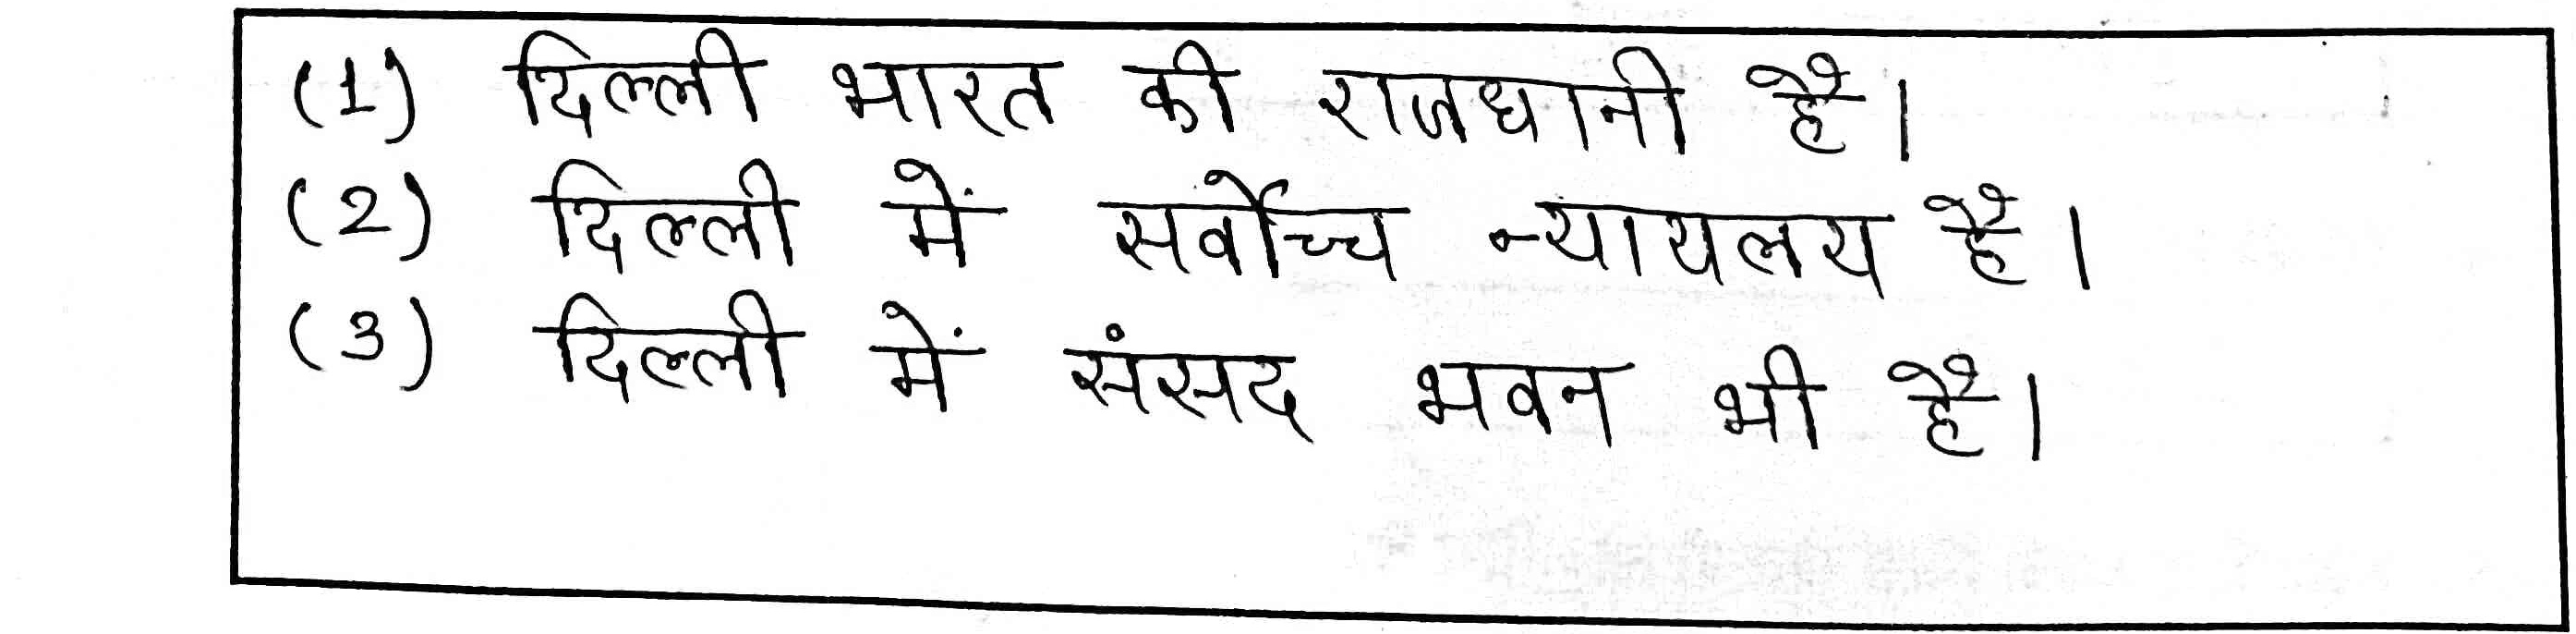 (1) दिल्ली भारत की राजधानी है।
(2) दिल्ली में सर्वोच्च न्यायलय है।
(3) दिल्ली में संसद भवन भी है।